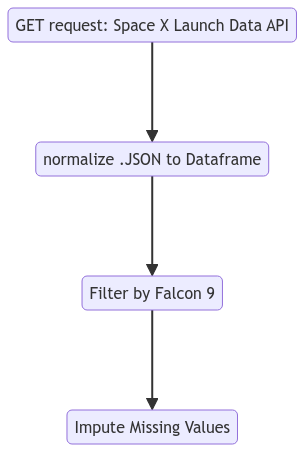 GET request: Space X Launch Data API
normalize .JSON to Dataframe
Filter by Falcon 9
Impute Missing Values